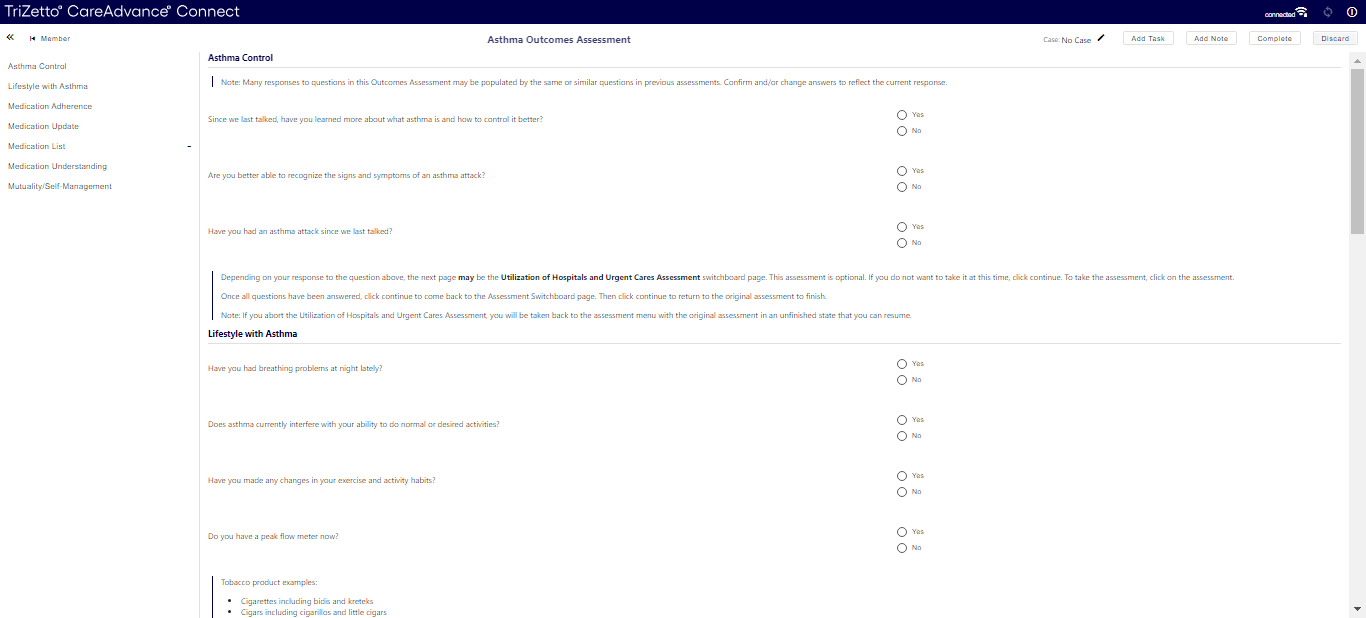 TriZetto® CareAdvance® Connect
connected
Member
Asthma Outcomes Assessment
Case: No Case
Add Task
Add Note
Complete
Discard
Asthma Control
Lifestyle with Asthma
Medication Adherence
Medication Update
Medication List
Medication Understanding
Mutuality/Self-Management
Asthma Control
Note: Many responses to questions in this Outcomes Assessment may be populated by the same or similar questions in previous assessments. Confirm and/or change answers to reflect the current response.
Since we last talked, have you learned more about what asthma is and how to control it better?
Yes
No
Are you better able to recognize the signs and symptoms of an asthma attack?
Yes
No
Have you had an asthma attack since we last talked?
Yes
No
Depending on your response to the question above, the next page may be the Utilization of Hospitals and Urgent Cares Assessment switchboard page. This assessment is optional. If you do not want to take it at this time, click continue. To take the assessment, click on the assessment.
Once all questions have been answered, click continue to come back to the Assessment Switchboard page. Then click continue to return to the original assessment to finish.
Note: If you abort the Utilization of Hospitals and Urgent Cares Assessment, you will be taken back to the assessment menu with the original assessment in an unfinished state that you can resume.
Lifestyle with Asthma
Have you had breathing problems at night lately?
Yes
No
Does asthma currently interfere with your ability to do normal or desired activities?
Yes
No
Have you made any changes in your exercise and activity habits?
Yes
No
Do you have a peak flow meter now?
Yes
No
Tobacco product examples:
• Cigarettes including bidis and kreteks
• Cigars including cigarillos and little cigars